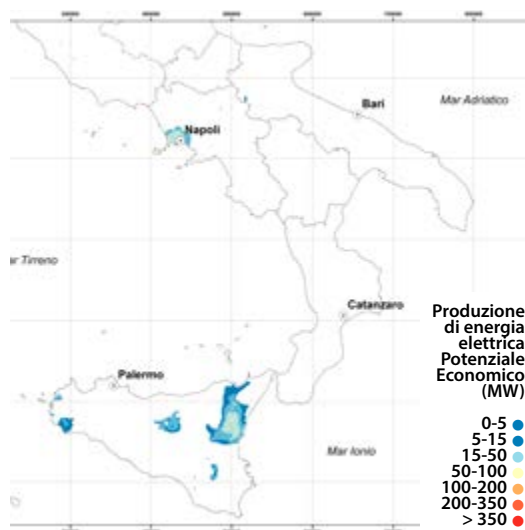 Bari
Mar Adriatico
Napoli
ar Tirreno
Catanzaro
Palermo
Mar Ionio
Produzione
di energia
elettrica
Potenziale
Economico
(MW)
0-5
5-15
15-50
50-100
100-200
200-350
> 350